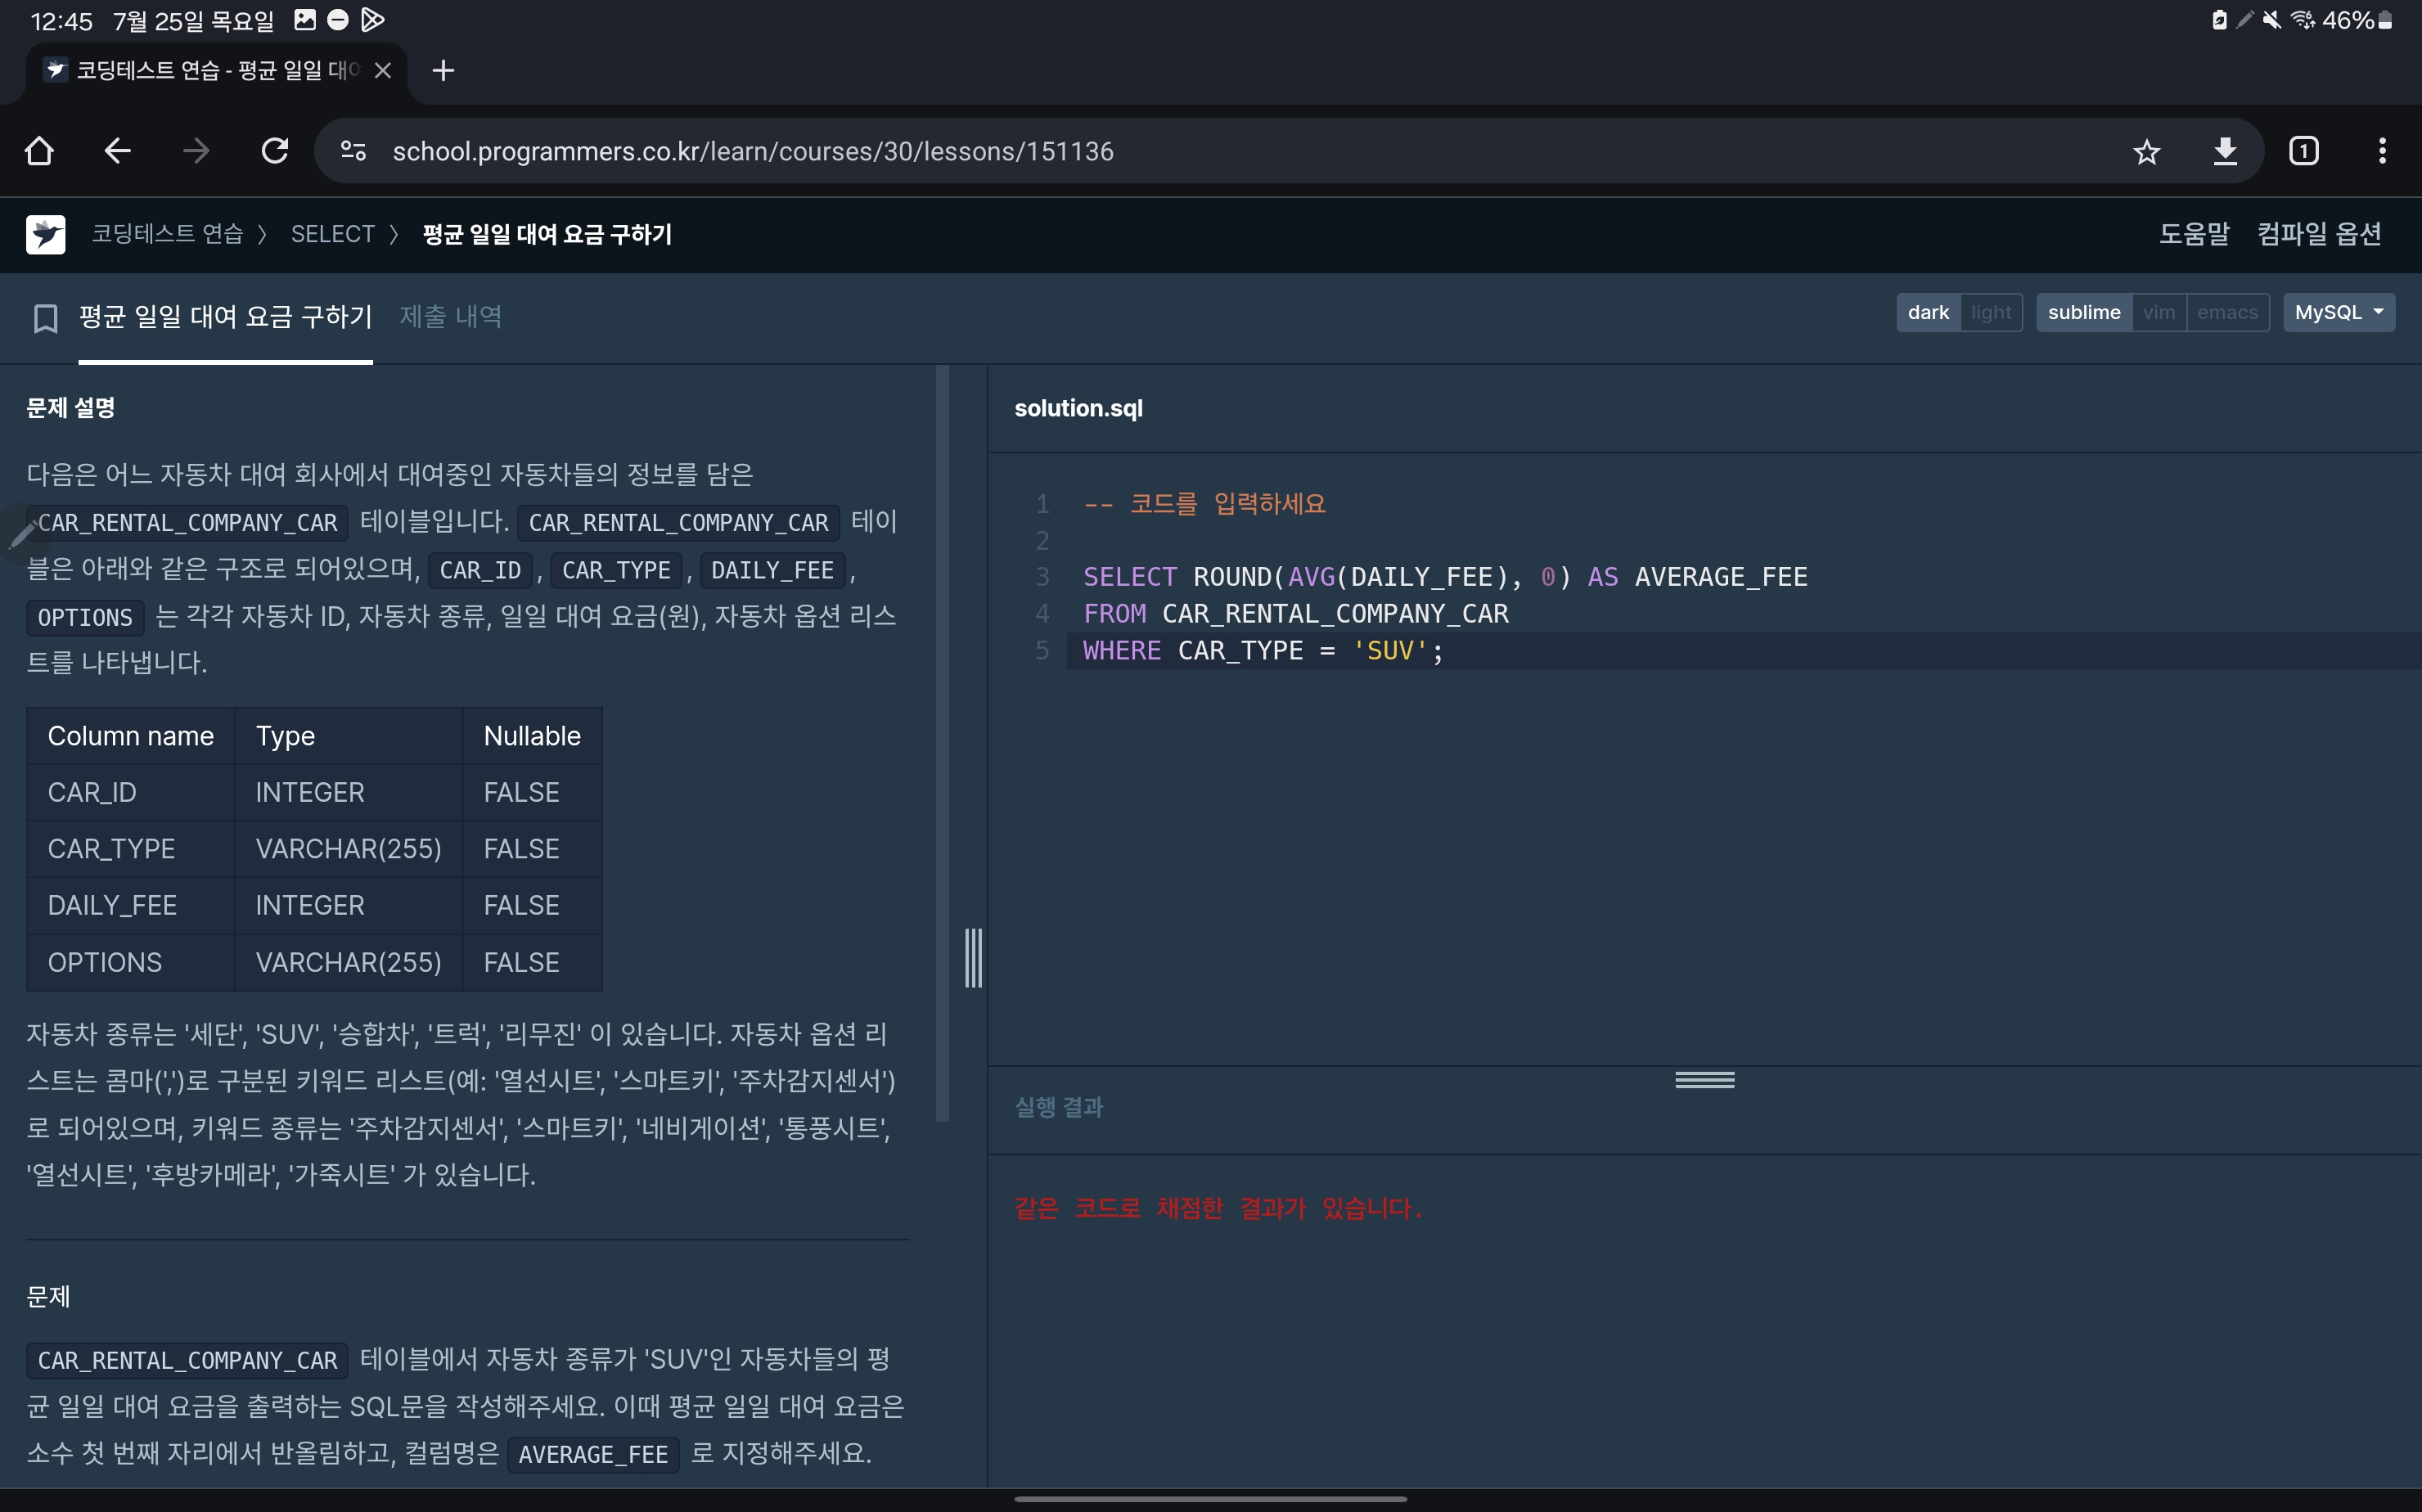 12:45 7월 25일 목요일
46%
코딩테스트 연습 - 평균 일일 대
school.programmers.co.kr/learn/courses/30/lessons/151136
1
코딩테스트 연습 〉 SELECT 〉 평균 일일 대여 요금 구하기
도움말 컴파일 옵션
평균 일일 대여 요금 구하기 제출 내역
dark light sublime vim emacs MySQL
문제 설명
다음은 어느 자동차 대여 회사에서 대여중인 자동차들의 정보를 담은
CAR_RENTAL_COMPANY_CAR 테이블입니다. CAR_RENTAL_COMPANY_CAR 테이
블은 아래와 같은 구조로 되어있으며, CAR_ID , CAR_TYPE , DAILY_FEE ,
OPTIONS 는 각각 자동차 ID, 자동차 종류, 일일 대여 요금(원), 자동차 옵션 리스
트를 나타냅니다.
Column name Type Nullable
CAR_ID INTEGER FALSE
CAR_TYPE VARCHAR(255) FALSE
DAILY_FEE INTEGER FALSE
OPTIONS VARCHAR(255) FALSE
자동차 종류는 '세단', 'SUV', '승합차', '트럭', '리무진' 이 있습니다. 자동차 옵션 리
스트는 콤마(',')로 구분된 키워드 리스트(예: '열선시트', '스마트키', '주차감지센서')
로 되어있으며, 키워드 종류는 '주차감지센서', '스마트키', '네비게이션', '통풍시트',
'열선시트', '후방카메라', '가죽시트' 가 있습니다.
문제
CAR_RENTAL_COMPANY_CAR 테이블에서 자동차 종류가 'SUV'인 자동차들의 평
균 일일 대여 요금을 출력하는 SQL문을 작성해주세요. 이때 평균 일일 대여 요금은
소수 첫 번째 자리에서 반올림하고, 컬럼명은 AVERAGE_FEE 로 지정해주세요.
solution.sql
1 -- 코드를 입력하세요
2
3 SELECT ROUND(AVG(DAILY_FEE), 0) AS AVERAGE_FEE
4 FROM CAR_RENTAL_COMPANY_CAR
5 WHERE CAR_TYPE = 'SUV';
실행 결과
같은 코드로 채점한 결과가 있습니다.